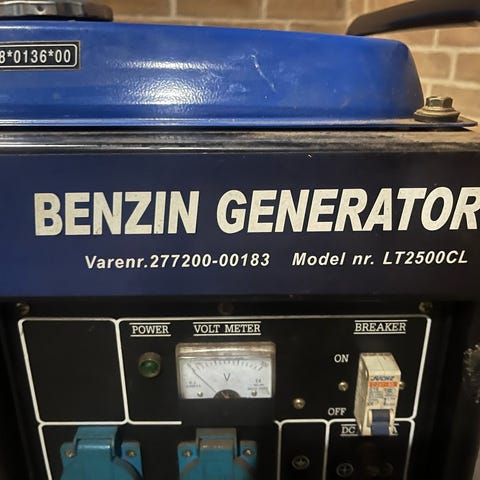 8*0136*00
BENZIN GENERATOR
Varenr.277200-00183 Model nr. LT2500CL
POWER VOLT METER BREAKER
ON
V
OFF
DC